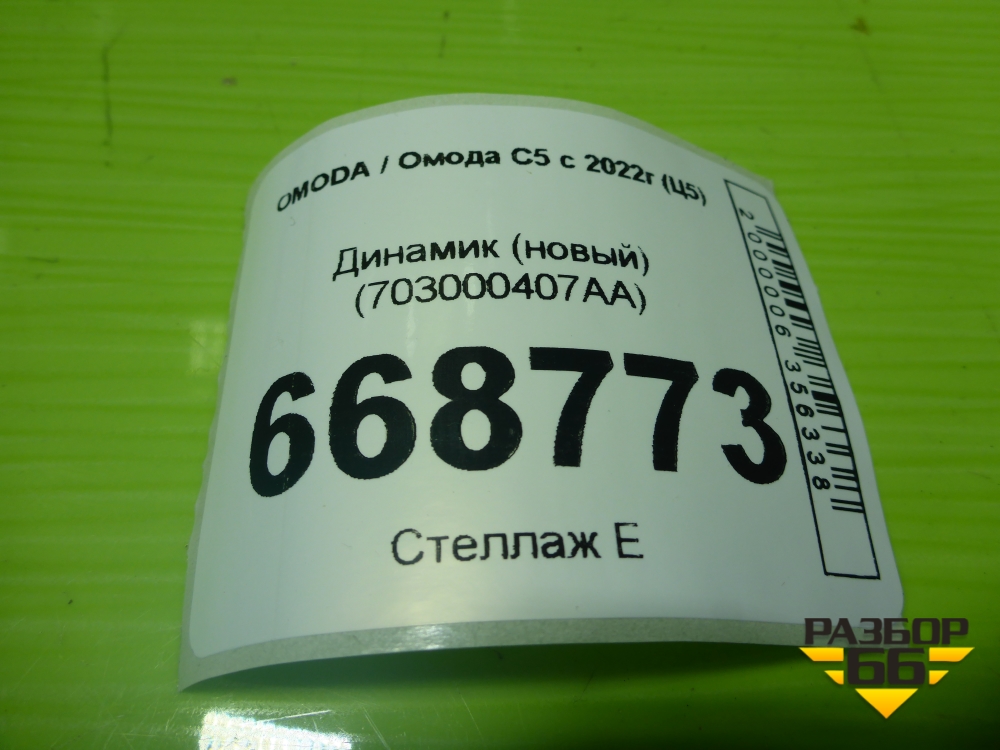 OMODA / Омода С5 с 2022г (Ц5)
Динамик (новый)
(703000407AA)
668773
Стеллаж Е
2000006356338
РАЗБОР
66